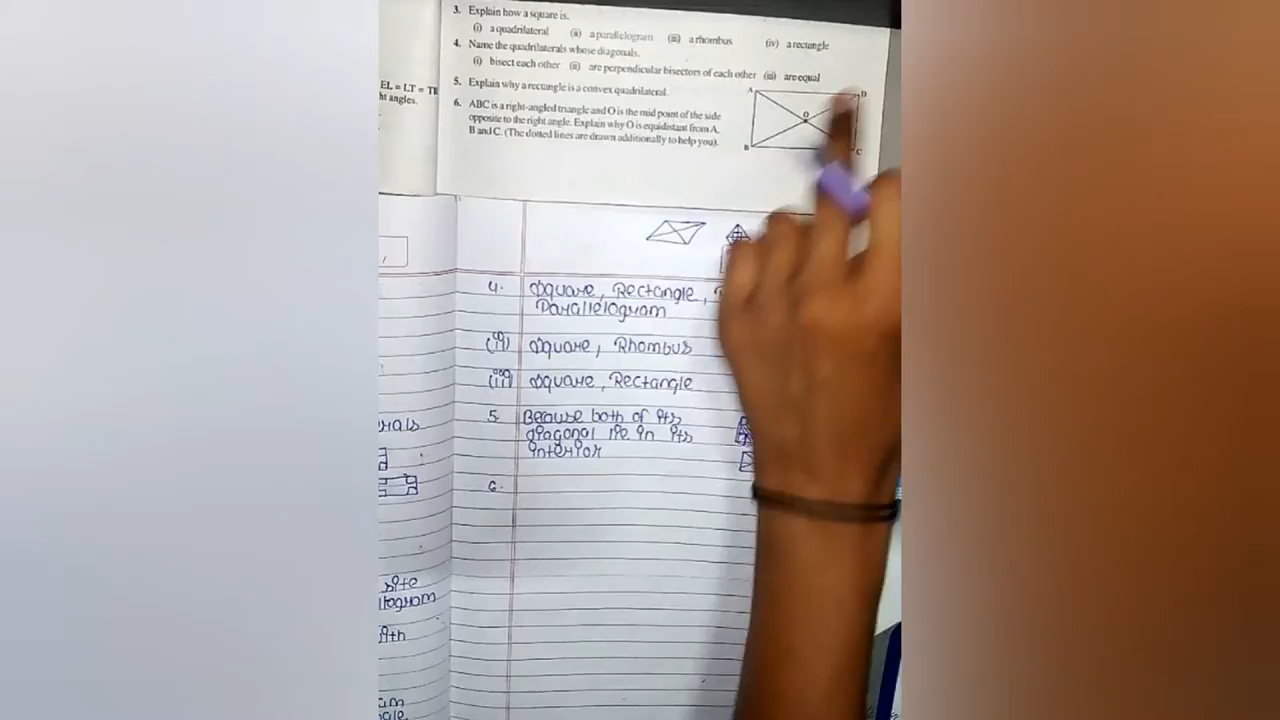 3. Explain how a square is.
(i) a quadrilateral (ii) a parallelogram (iii) a rhombus (iv) a rectangle
4. Name the quadrilaterals whose diagonals.
(i) bisect each other (ii) are perpendicular bisectors of each other (iii) are equal
5. Explain why a rectangle is a convex quadrilateral.
6. ABC is a right-angled triangle and O is the mid point of the side
opposite to the right angle. Explain why O is equidistant from A,
B and C. (The dotted lines are drawn additionally to help you).
A D
O
B C
EL = LT = TI
ht angles.
4. Square, Rectangle,
Parallelogram
(ii) Square, Rhombus
(iii) Square, Rectangle
5. Because both of its
diagonal lie in its
interior
6.